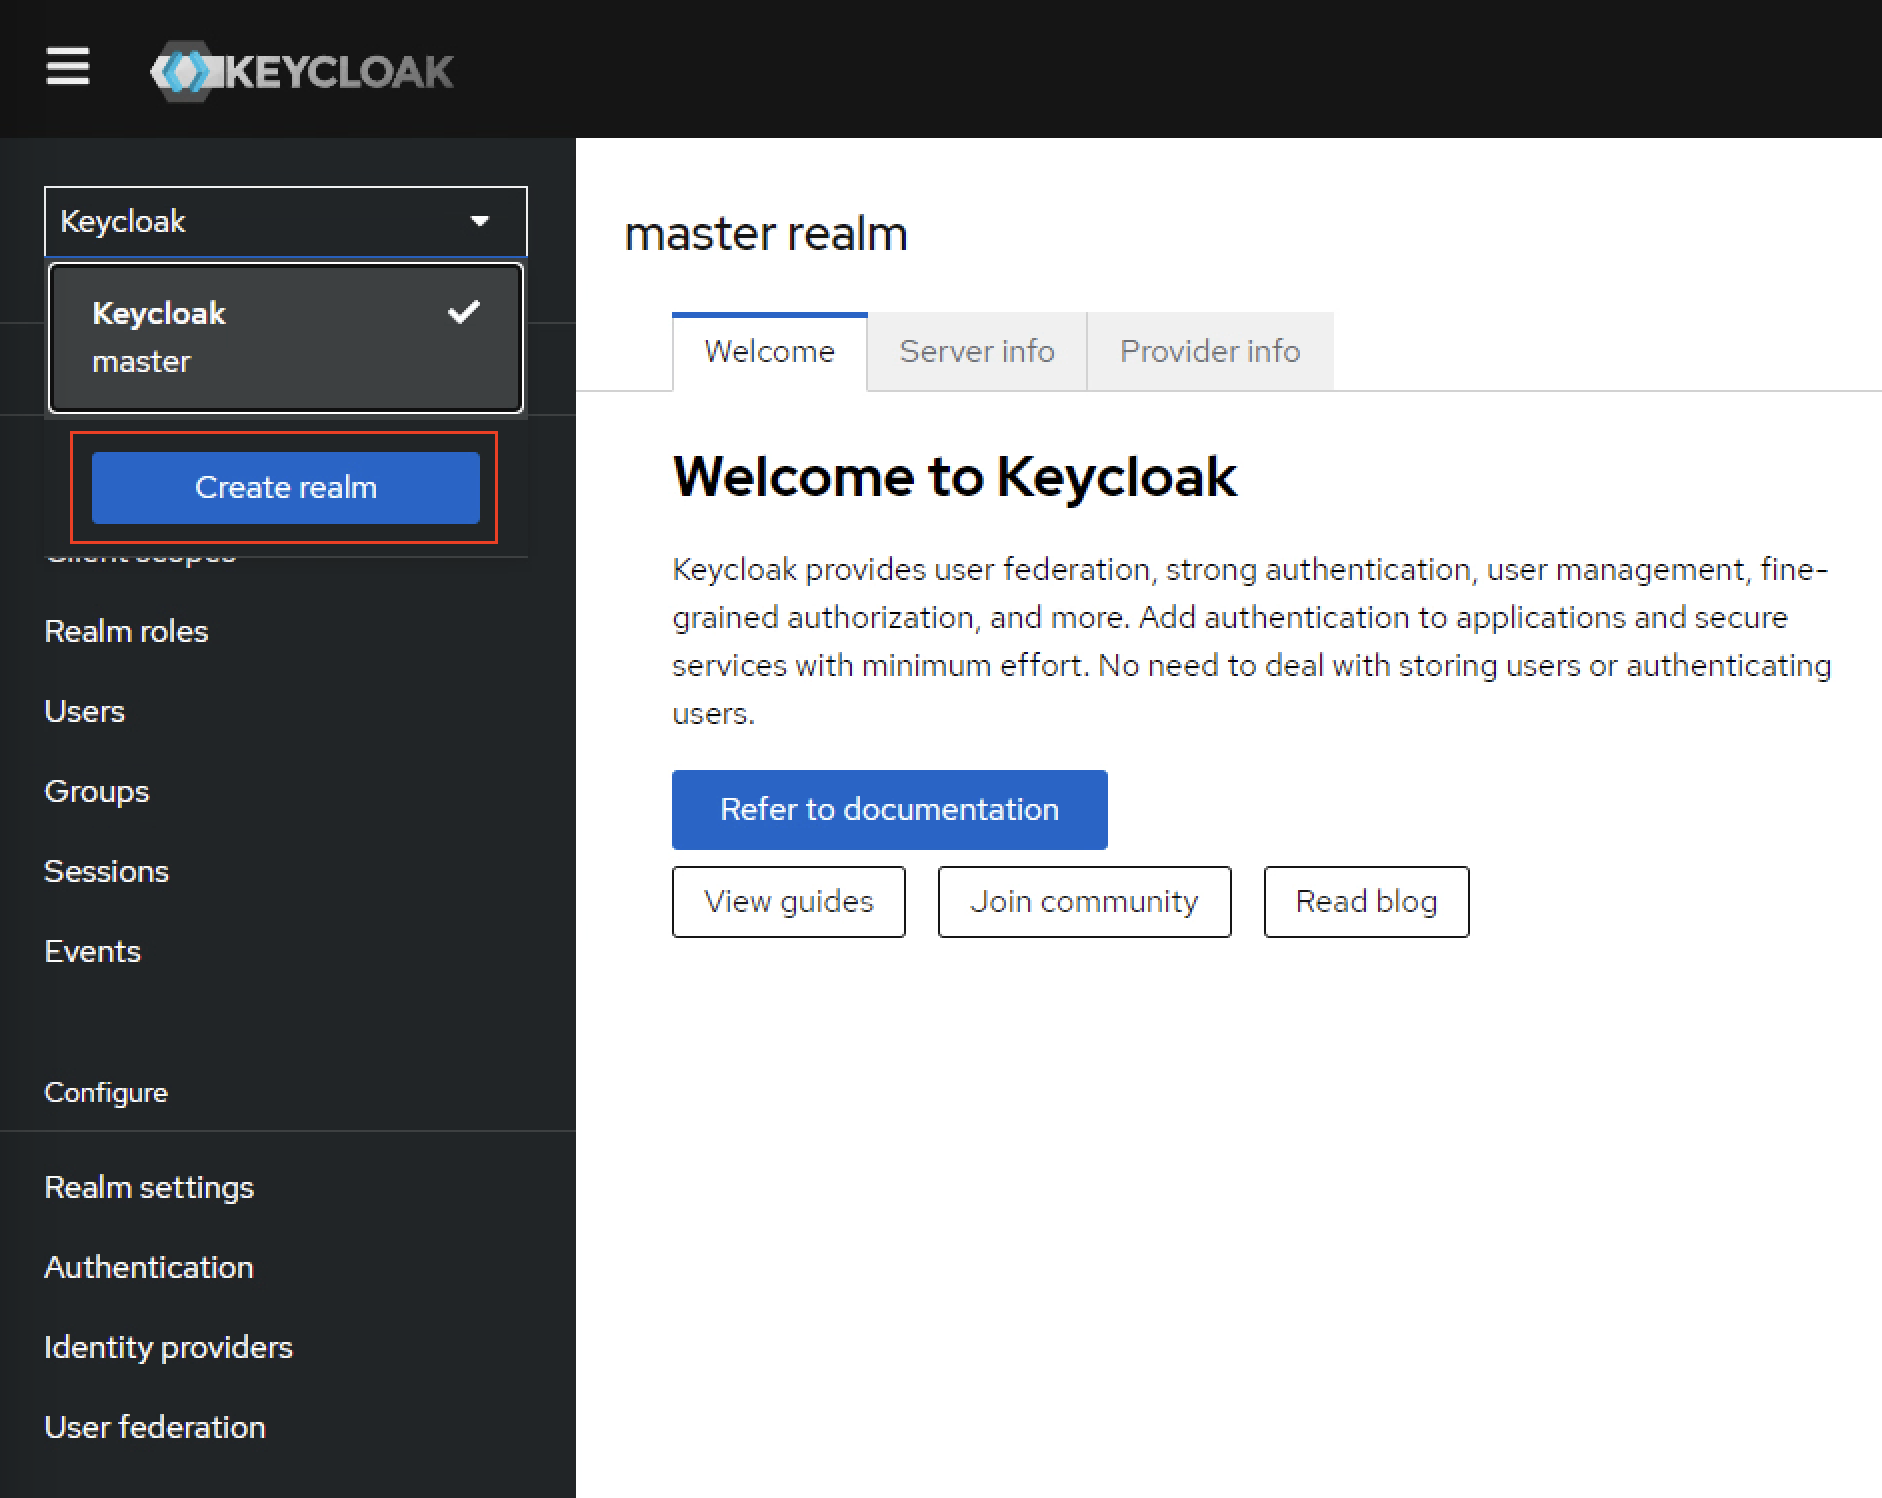 KEYCLOAK
Keycloak
Keycloak
master
Create realm
Client scopes
Realm roles
Users
Groups
Sessions
Events
Configure
Realm settings
Authentication
Identity providers
User federation
master realm
Welcome
Server info
Provider info
Welcome to Keycloak
Keycloak provides user federation, strong authentication, user management, fine-
grained authorization, and more. Add authentication to applications and secure
services with minimum effort. No need to deal with storing users or authenticating
users.
Refer to documentation
View guides
Join community
Read blog